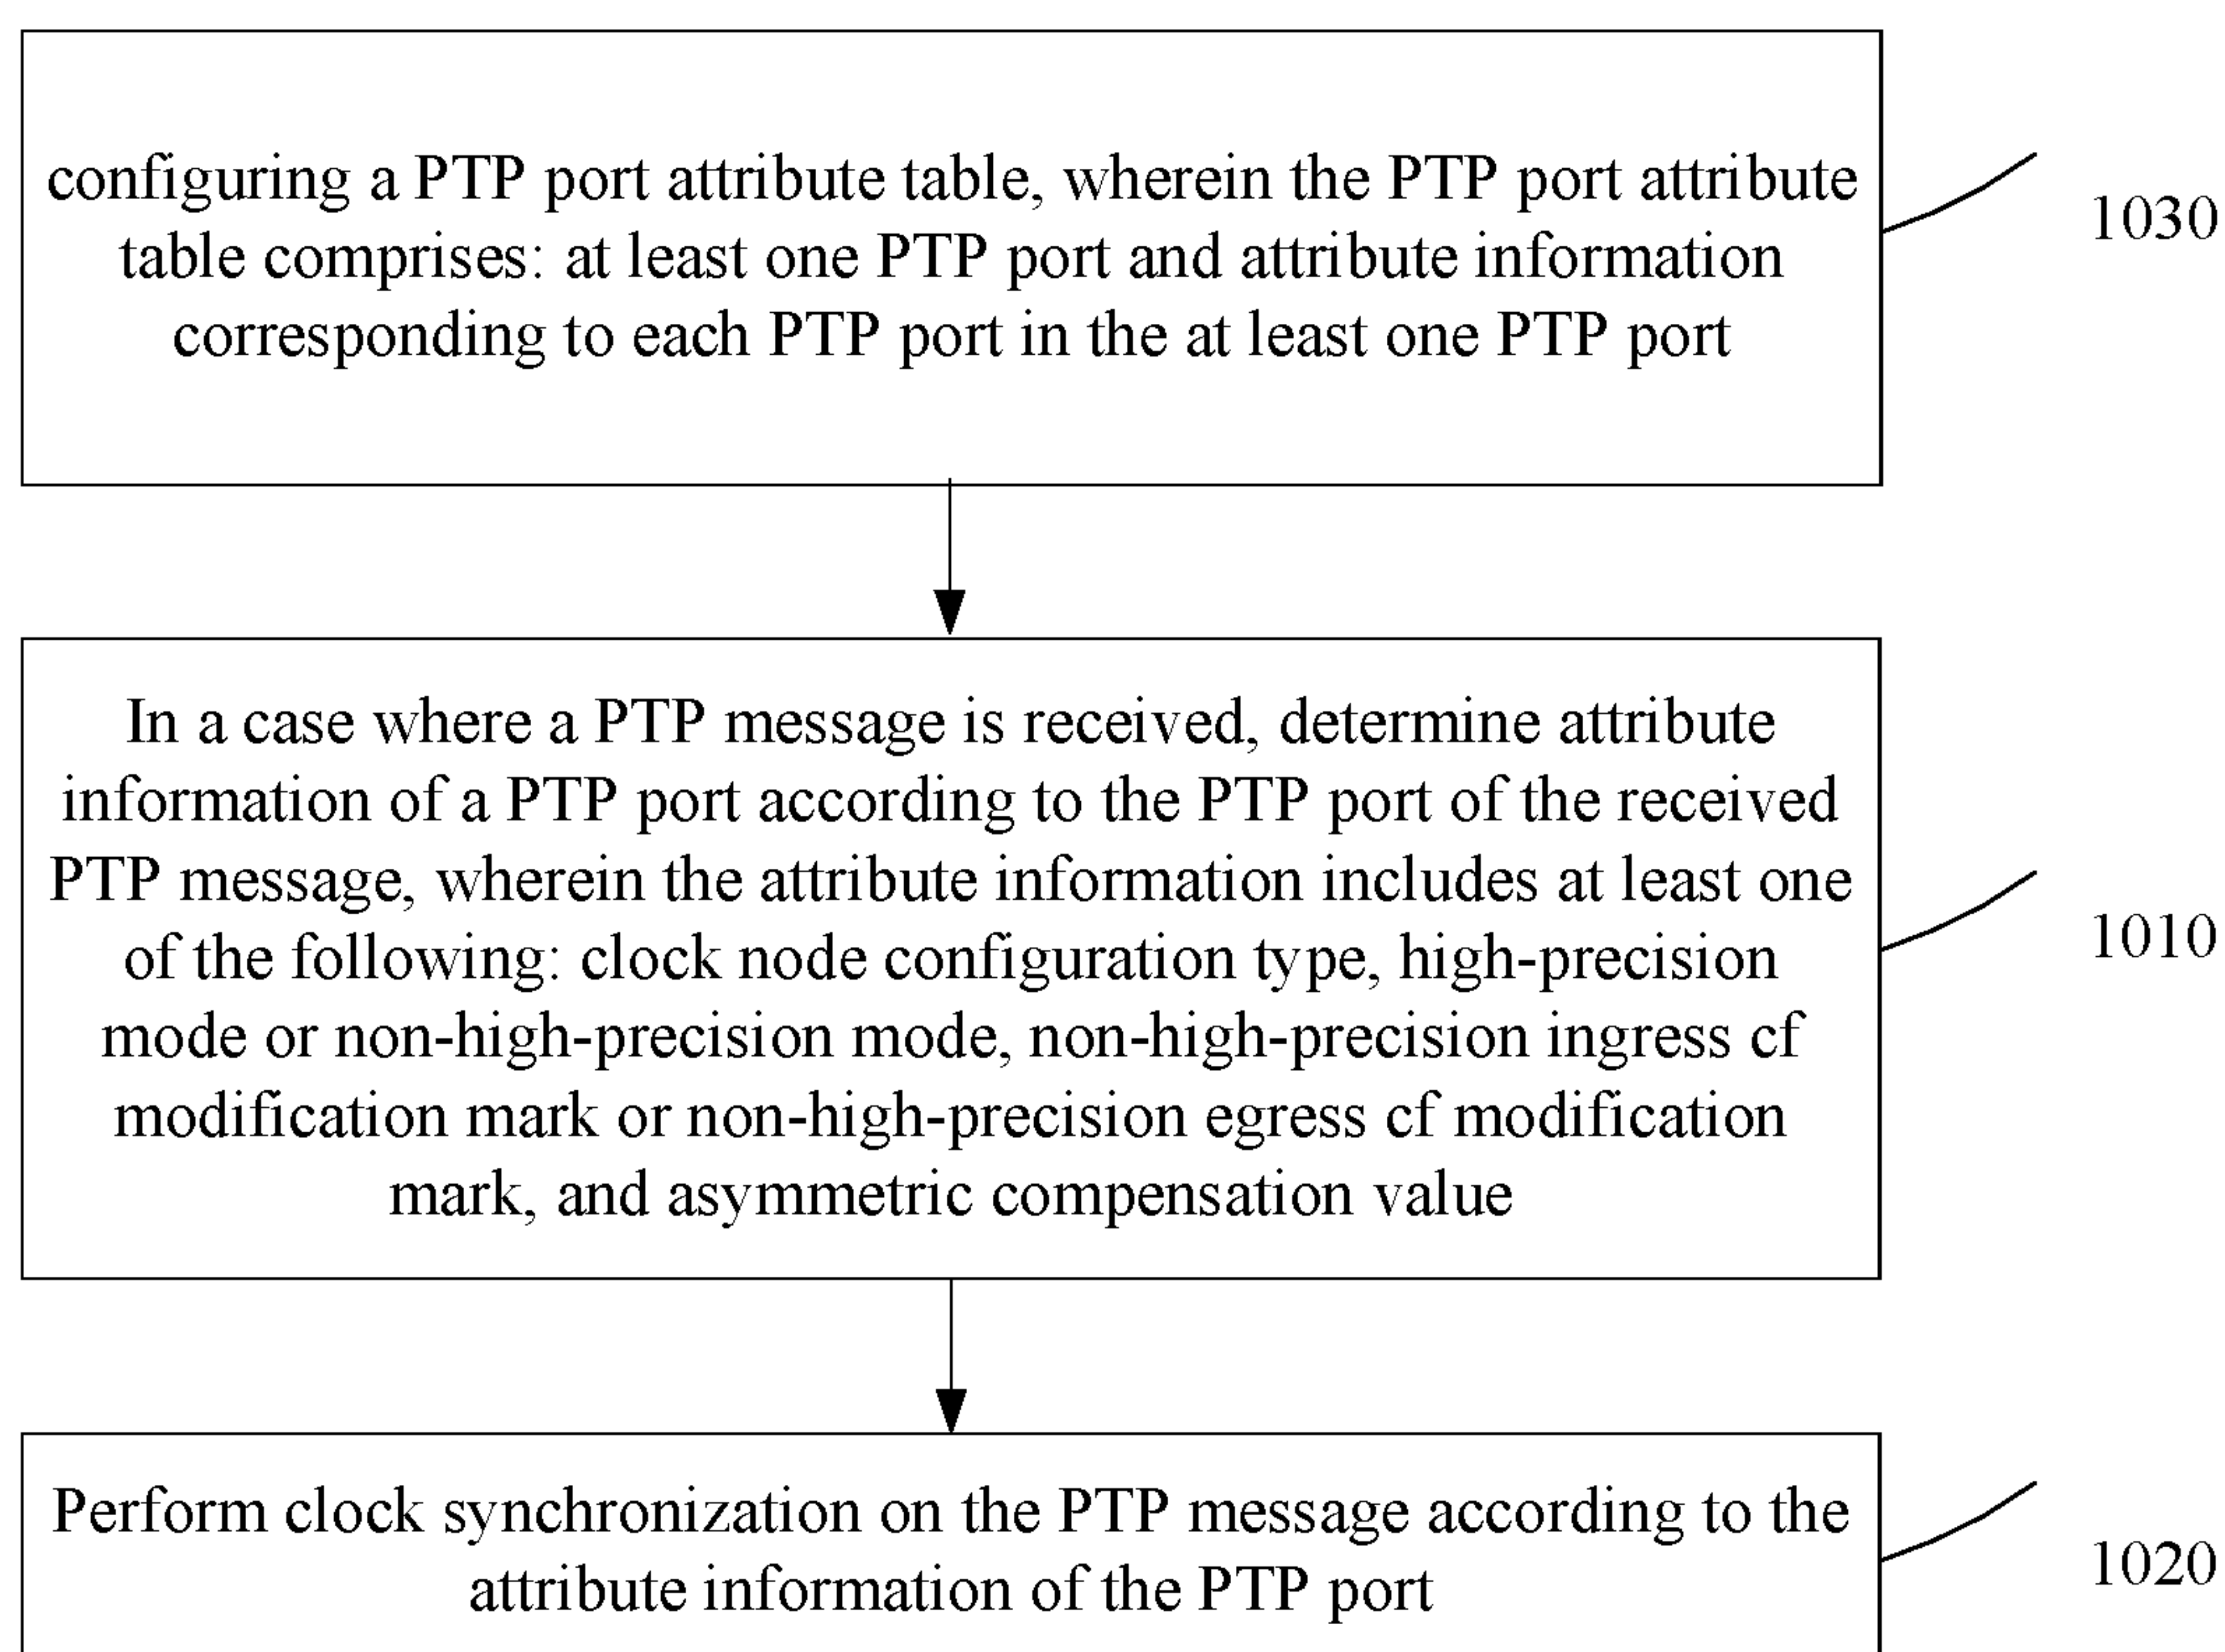 configuring a PTP port attribute table, wherein the PTP port attribute
table comprises: at least one PTP port and attribute information
corresponding to each PTP port in the at least one PTP port
1030
In a case where a PTP message is received, determine attribute
information of a PTP port according to the PTP port of the received
PTP message, wherein the attribute information includes at least one
of the following: clock node configuration type, high-precision
mode or non-high-precision mode, non-high-precision ingress cf
modification mark or non-high-precision egress cf modification
mark, and asymmetric compensation value
1010
Perform clock synchronization on the PTP message according to the
attribute information of the PTP port
1020